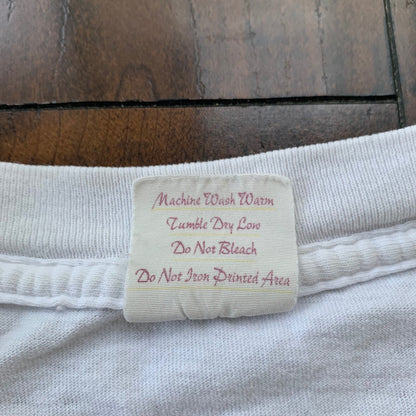 Machine Wash Warm
Tumble Dry Low
Do Not Bleach
Do Not Iron Printed Area